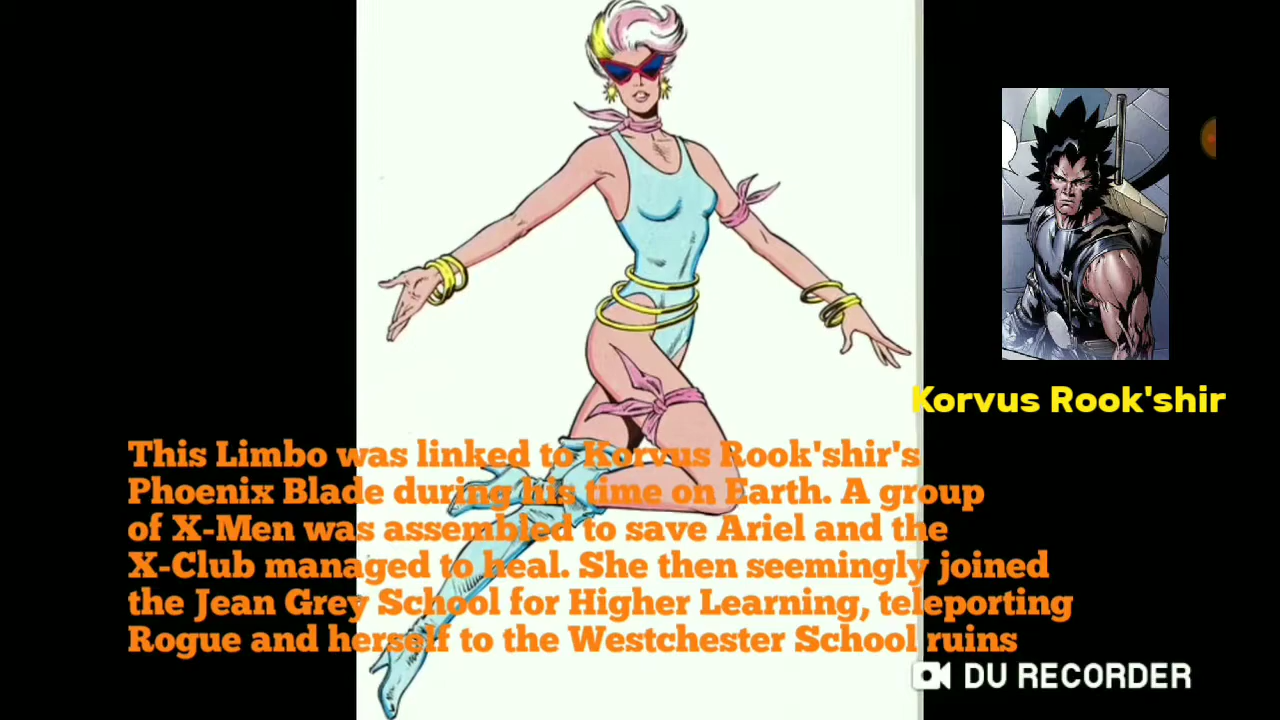 Korvus Rook'shir
This Limbo was linked to Korvus Rook'shir's
Phoenix Blade during his time on Earth. A group
of X-Men was assembled to save Ariel and the
X-Club managed to heal. She then seemingly joined
the Jean Grey School for Higher Learning, teleporting
Rogue and herself to the Westchester School ruins
DU RECORDER